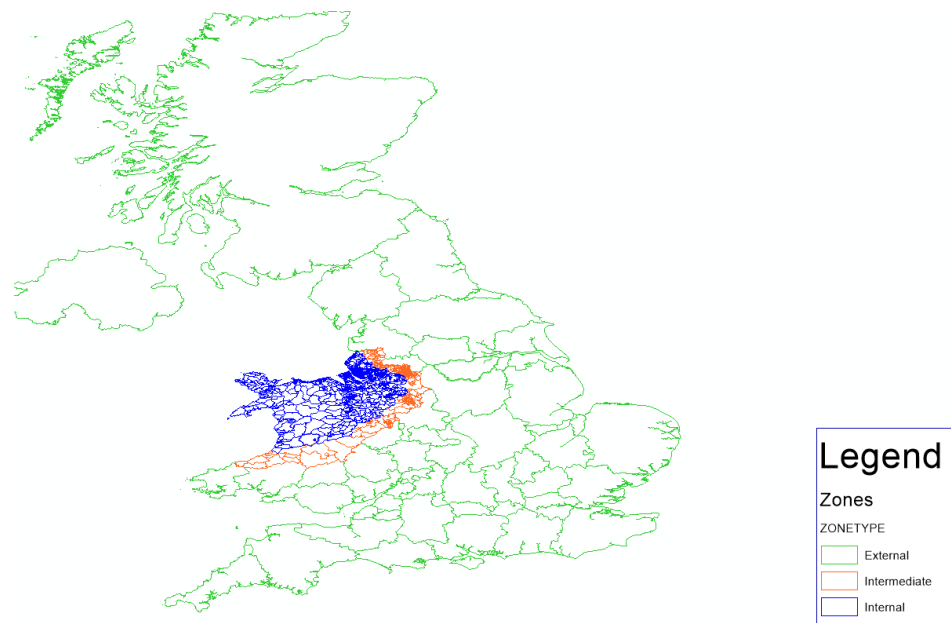 Legend
Zones
ZONETYPE
External
Intermediate
Internal